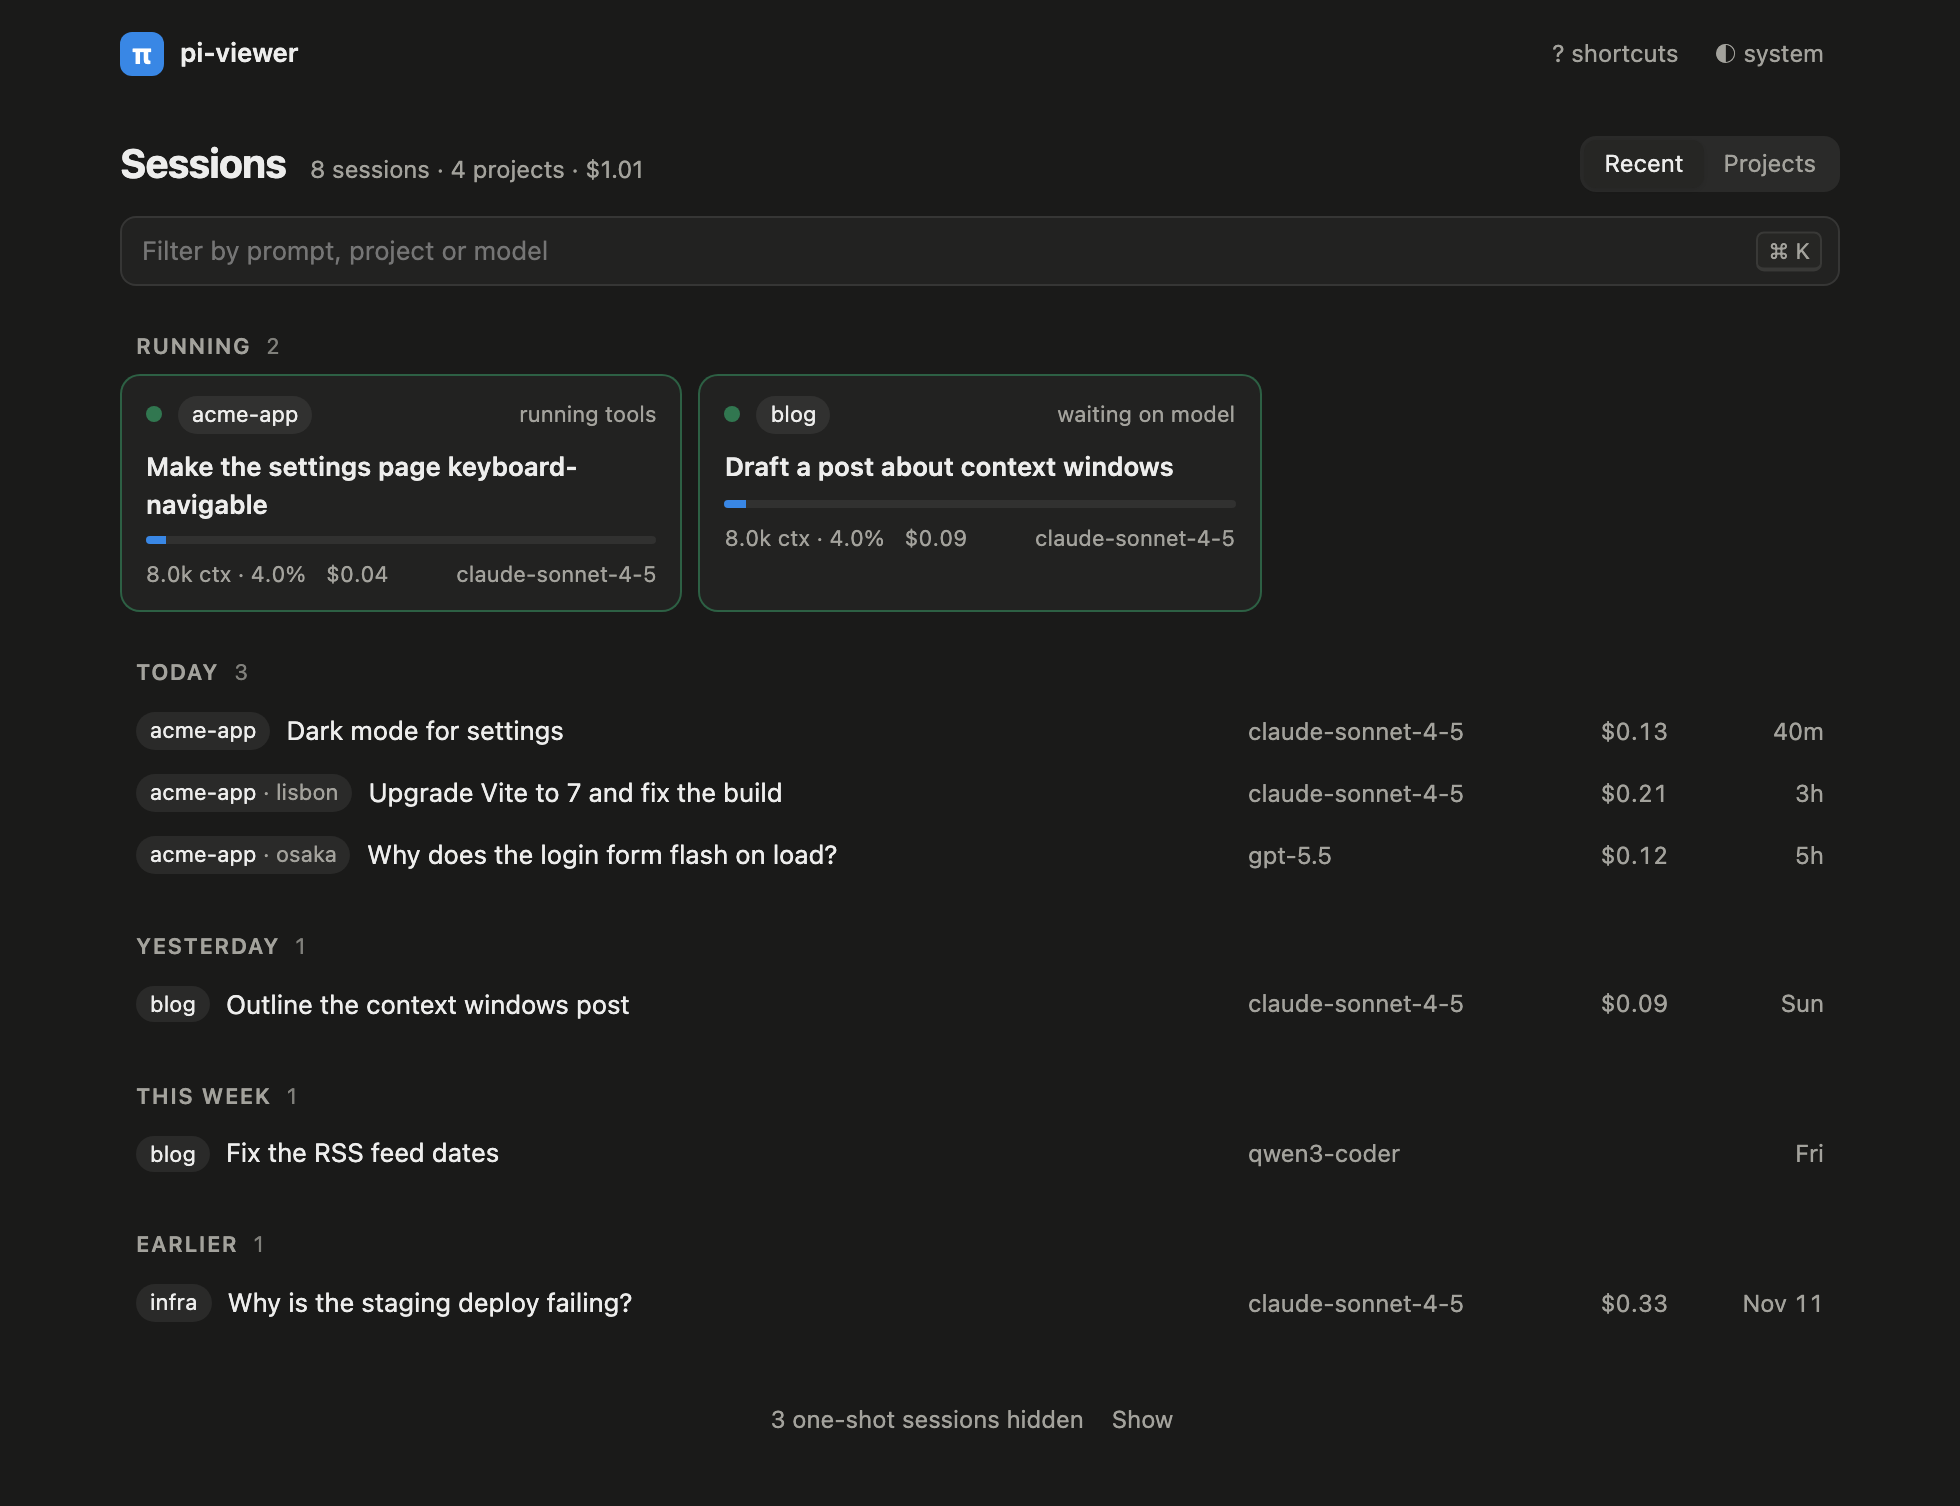 π pi-viewer ? shortcuts system
Sessions 8 sessions · 4 projects · $1.01 Recent Projects
Filter by prompt, project or model ⌘ K
RUNNING 2
acme-app running tools
Make the settings page keyboard-
navigable
8.0k ctx · 4.0% $0.04 claude-sonnet-4-5
blog waiting on model
Draft a post about context windows
8.0k ctx · 4.0% $0.09 claude-sonnet-4-5
TODAY 3
acme-app Dark mode for settings claude-sonnet-4-5 $0.13 40m
acme-app · lisbon Upgrade Vite to 7 and fix the build claude-sonnet-4-5 $0.21 3h
acme-app · osaka Why does the login form flash on load? gpt-5.5 $0.12 5h
YESTERDAY 1
blog Outline the context windows post claude-sonnet-4-5 $0.09 Sun
THIS WEEK 1
blog Fix the RSS feed dates qwen3-coder Fri
EARLIER 1
infra Why is the staging deploy failing? claude-sonnet-4-5 $0.33 Nov 11
3 one-shot sessions hidden Show